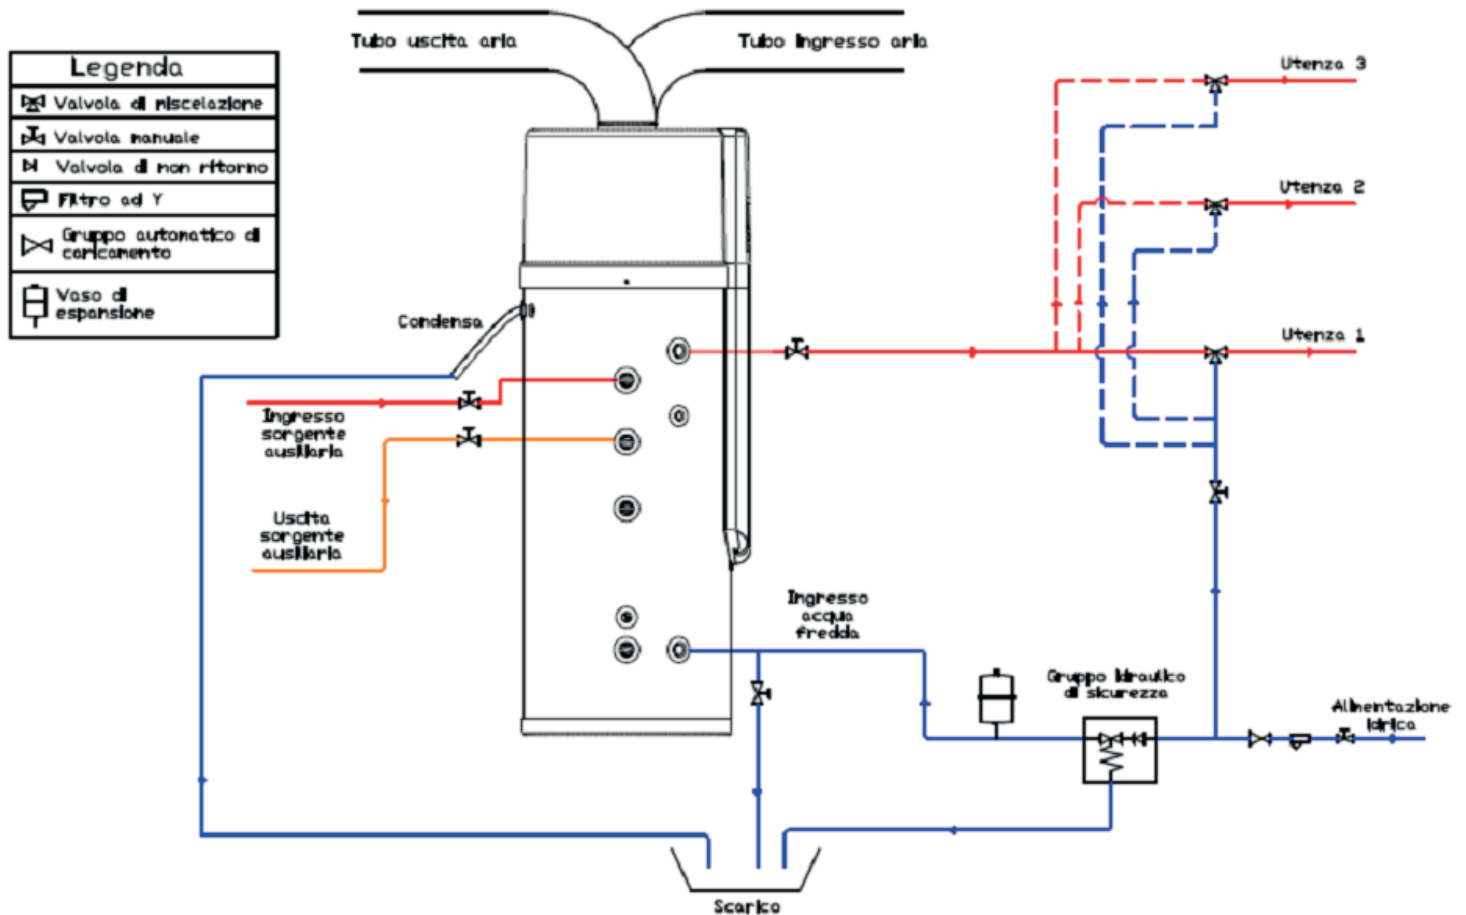 Tubo uscita aria
Tubo ingresso aria
Legenda
Valvola di miscelazione
Valvola manuale
Valvola di non ritorno
Filtro ad Y
Gruppo automatico di
caricamento
Vaso di
espansione
Utenza 3
Utenza 2
Utenza 1
Condensa
Ingresso
sorgente
ausiliaria
Uscita
sorgente
ausiliaria
Ingresso
acqua
fredda
Gruppo idraulico
di sicurezza
Alimentazione
idrica
Scarico